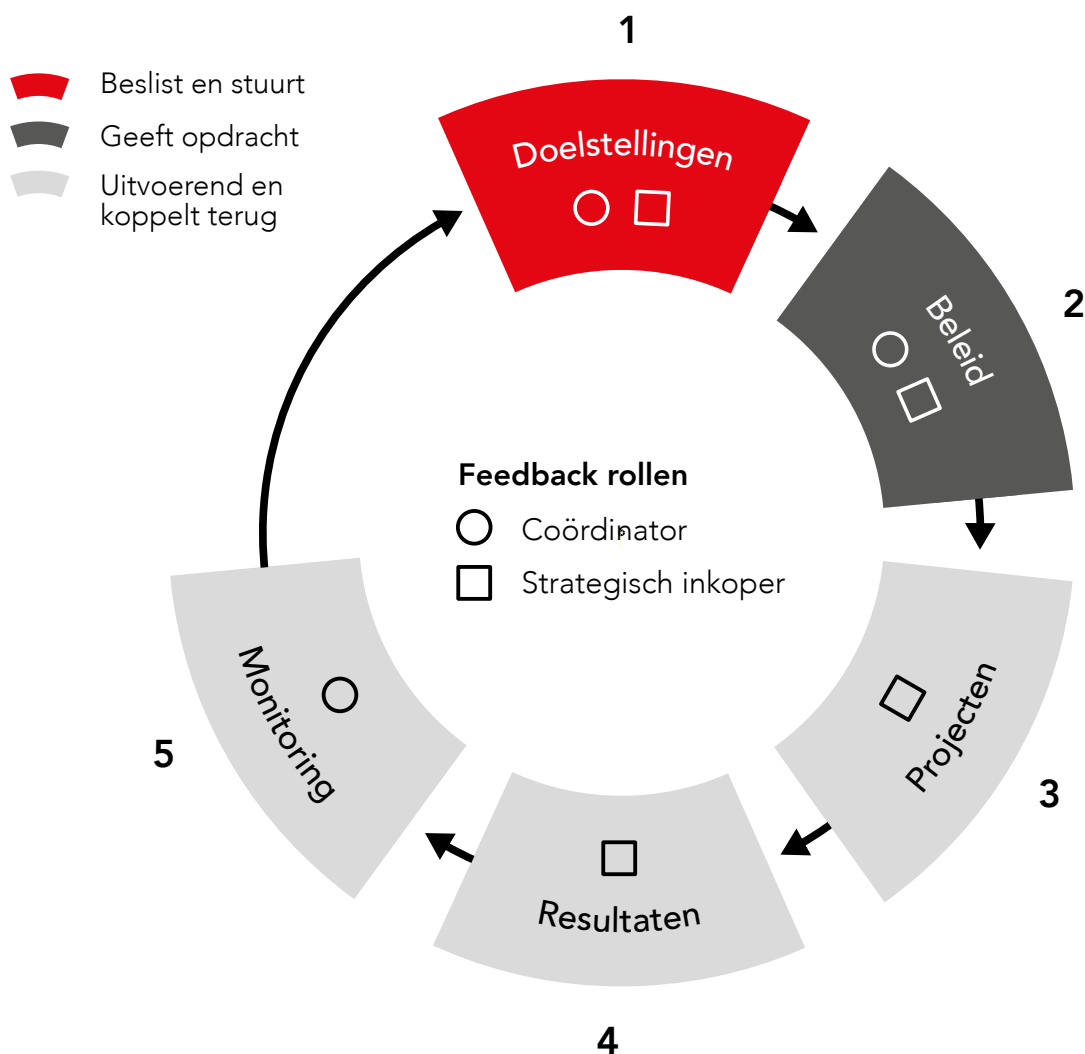 Beslist en stuurt
Geeft opdracht
Uitvoerend en
koppelt terug
1
Doelstellingen
2
Beleid
Feedback rollen
Coördinator
Strategisch inkoper
3
Projecten
4
Resultaten
5
Monitoring